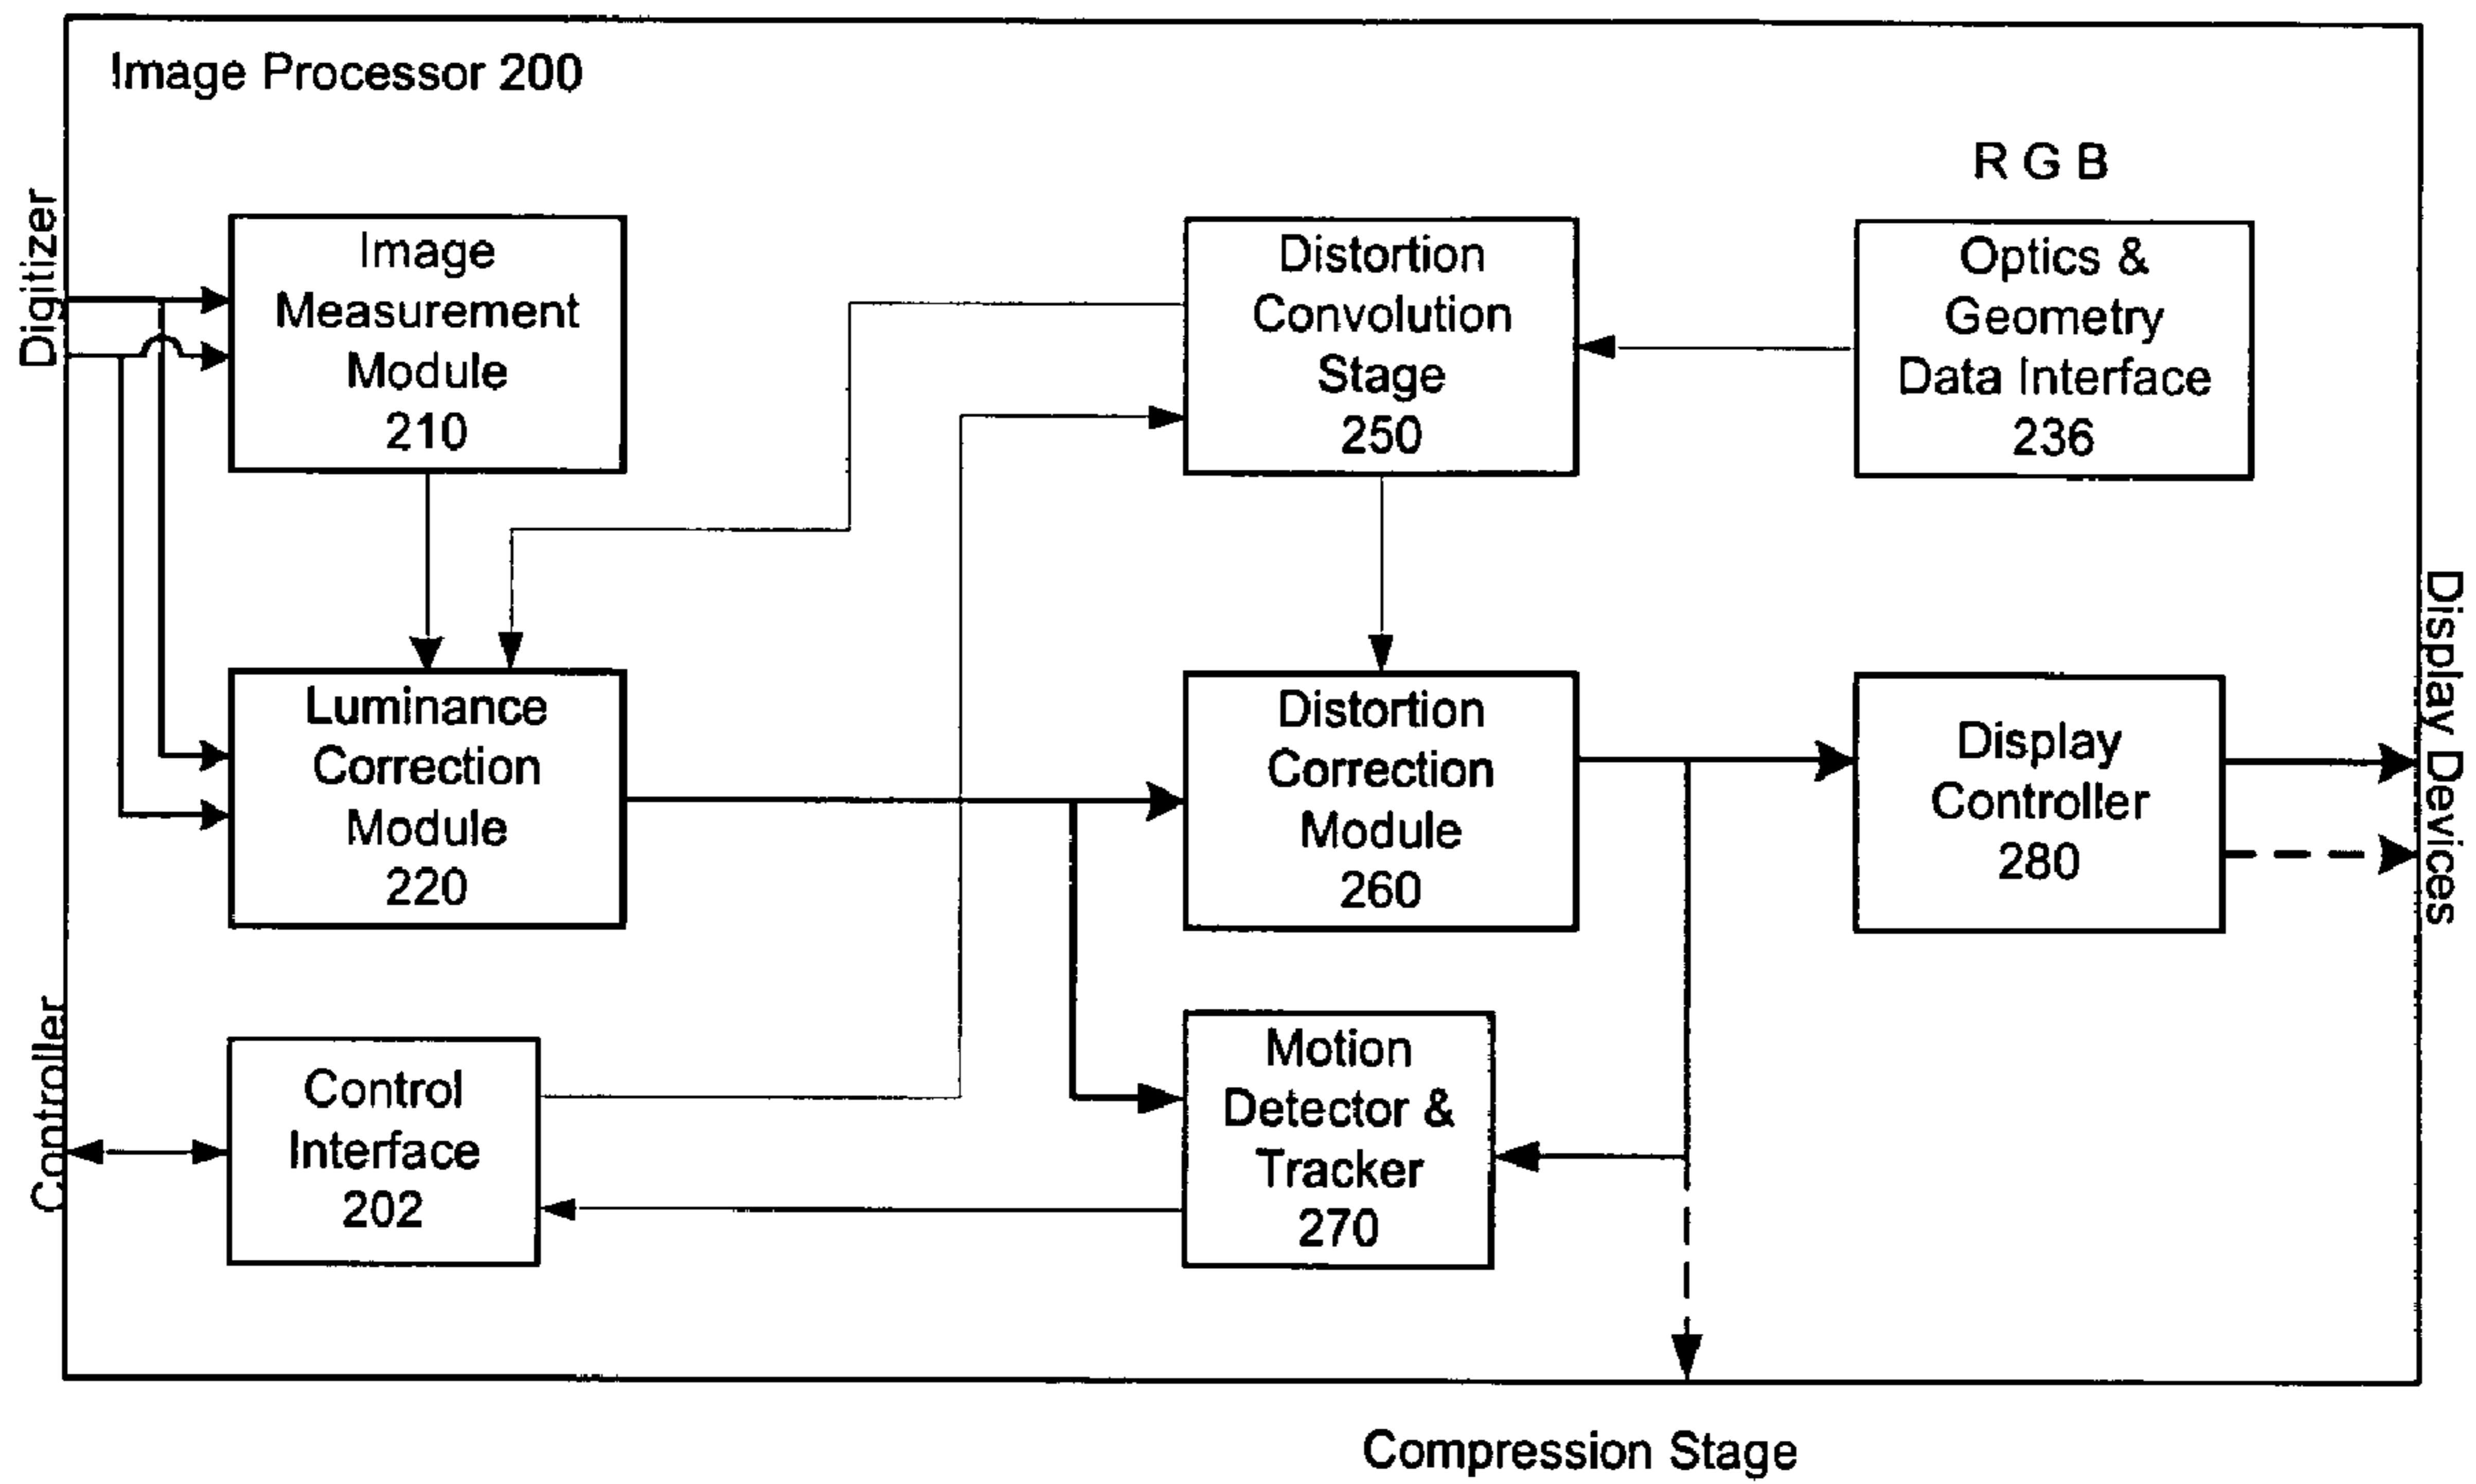 Image Processor 200
R G B
Digitizer
Image
Measurement
Module
210
Distortion
Convolution
Stage
250
Optics &
Geometry
Data Interface
236
Luminance
Correction
Module
220
Distortion
Correction
Module
260
Display
Controller
280
Display Devices
Controller
Control
Interface
202
Motion
Detector &
Tracker
270
Compression Stage